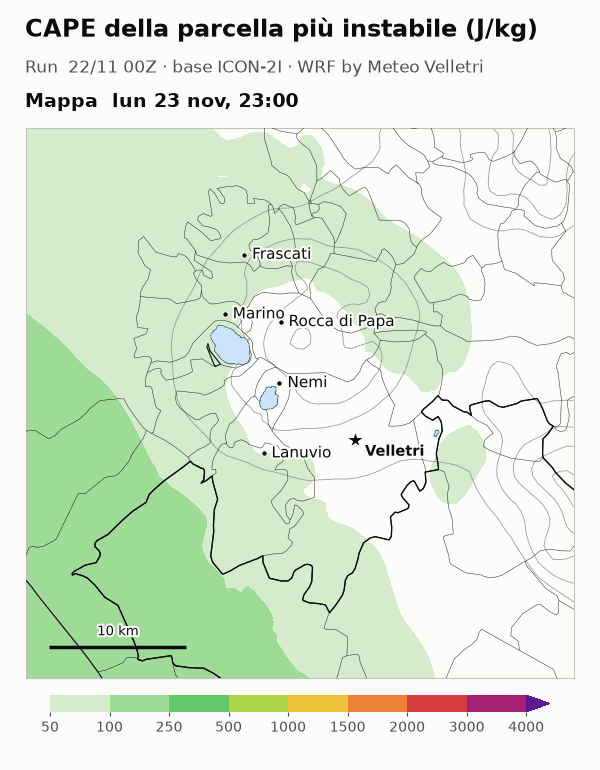 CAPE della parcella più instabile (J/kg)
Run  22/11 00Z · base ICON-2I · WRF by Meteo Velletri
Mappa  lun 23 nov, 23:00
Frascati
Marino
Rocca di Papa
Nemi
Velletri
Lanuvio
10 km
50 100 250 500 1000 1500 2000 3000 4000